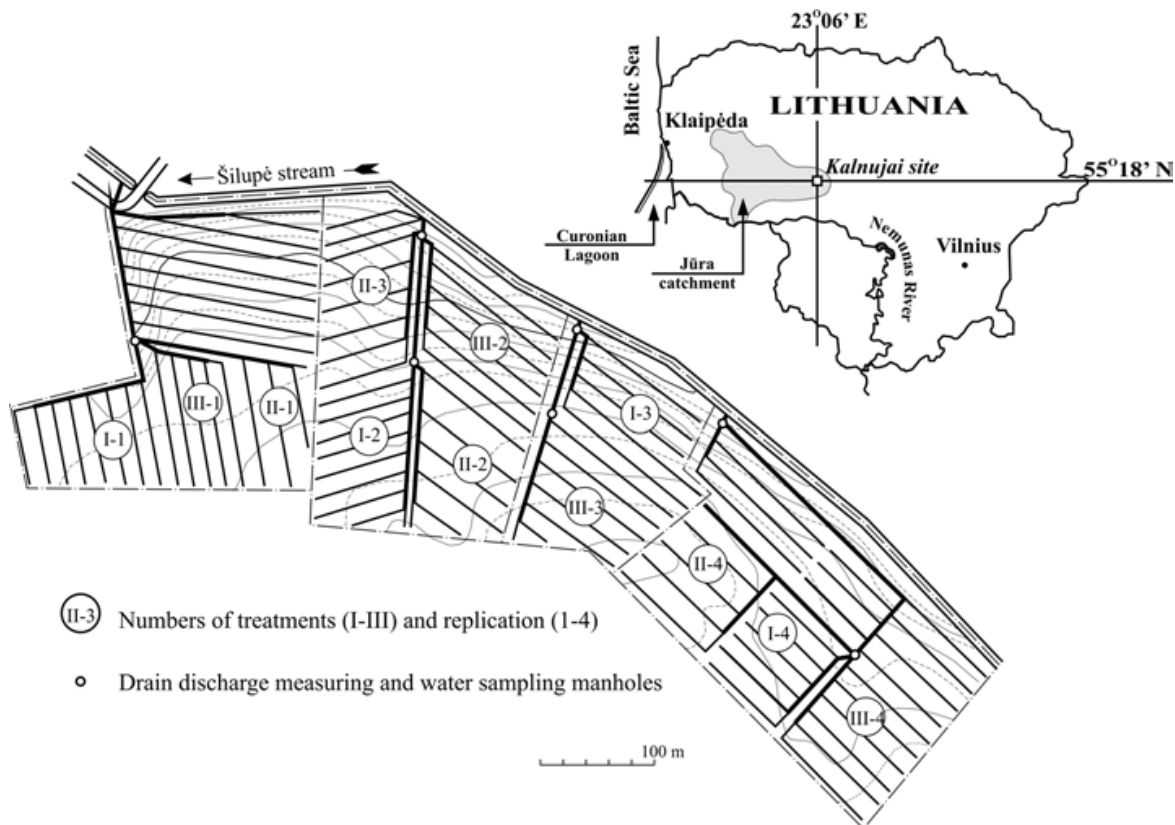 23° 06' E
Baltic Sea
LITHUANIA
Klaipėda
Kalnujai site
55° 18' N
Šilupė stream
Curonian
Lagoon
Jūra
catchment
Nemunas River
Vilnius
II-3
III-2
I-3
III-1
II-1
I-1
I-2
II-2
III-3
II-4
I-4
III-4
II-3 Numbers of treatments (I-III) and replication (1-4)
Drain discharge measuring and water sampling manholes
100 m